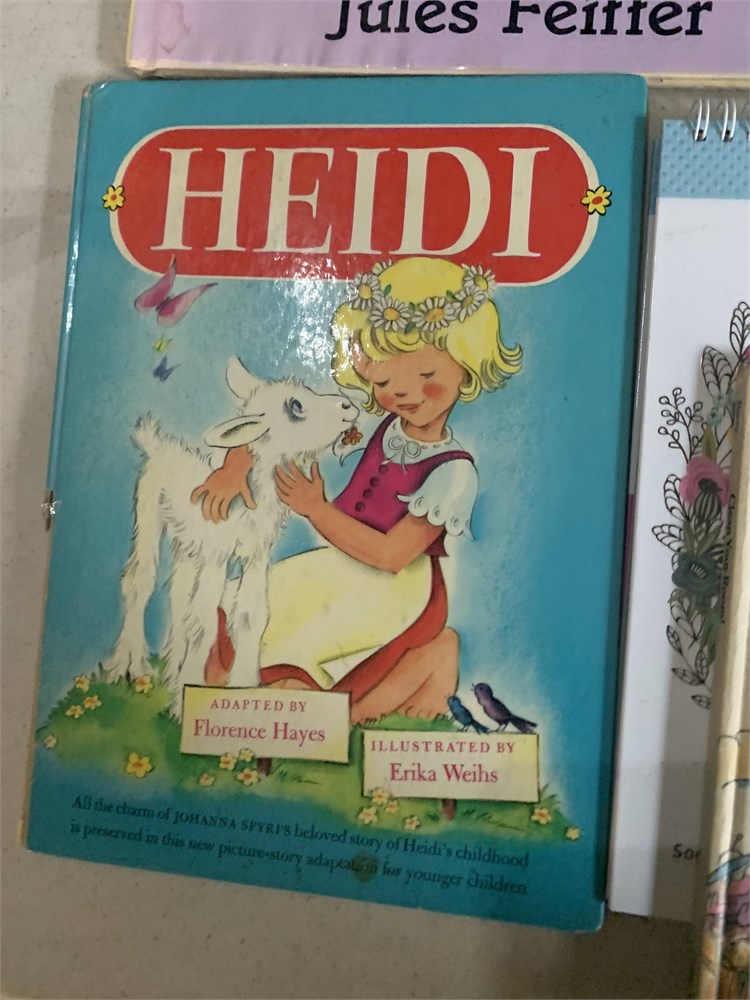 Jules Feiffer
HEIDI
ADAPTED BY
Florence Hayes
ILLUSTRATED BY
Erika Weihs
All the charm of JOHANNA SPYRI'S beloved story of Heidi's childhood
is preserved in this new picture-story adaptation for younger children